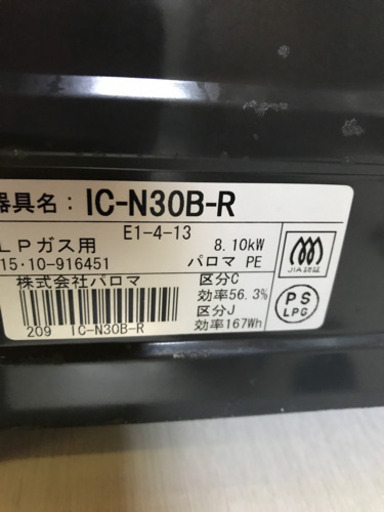 器具名: IC-N30B-R
E1-4-13
LPガス用 8.10kW
15・10-916451 パロマ PE
株式会社パロマ 区分C
効率56.3%
区分J
効率167Wh
209 IC-N30B-R
JIA認証
PS
LPG